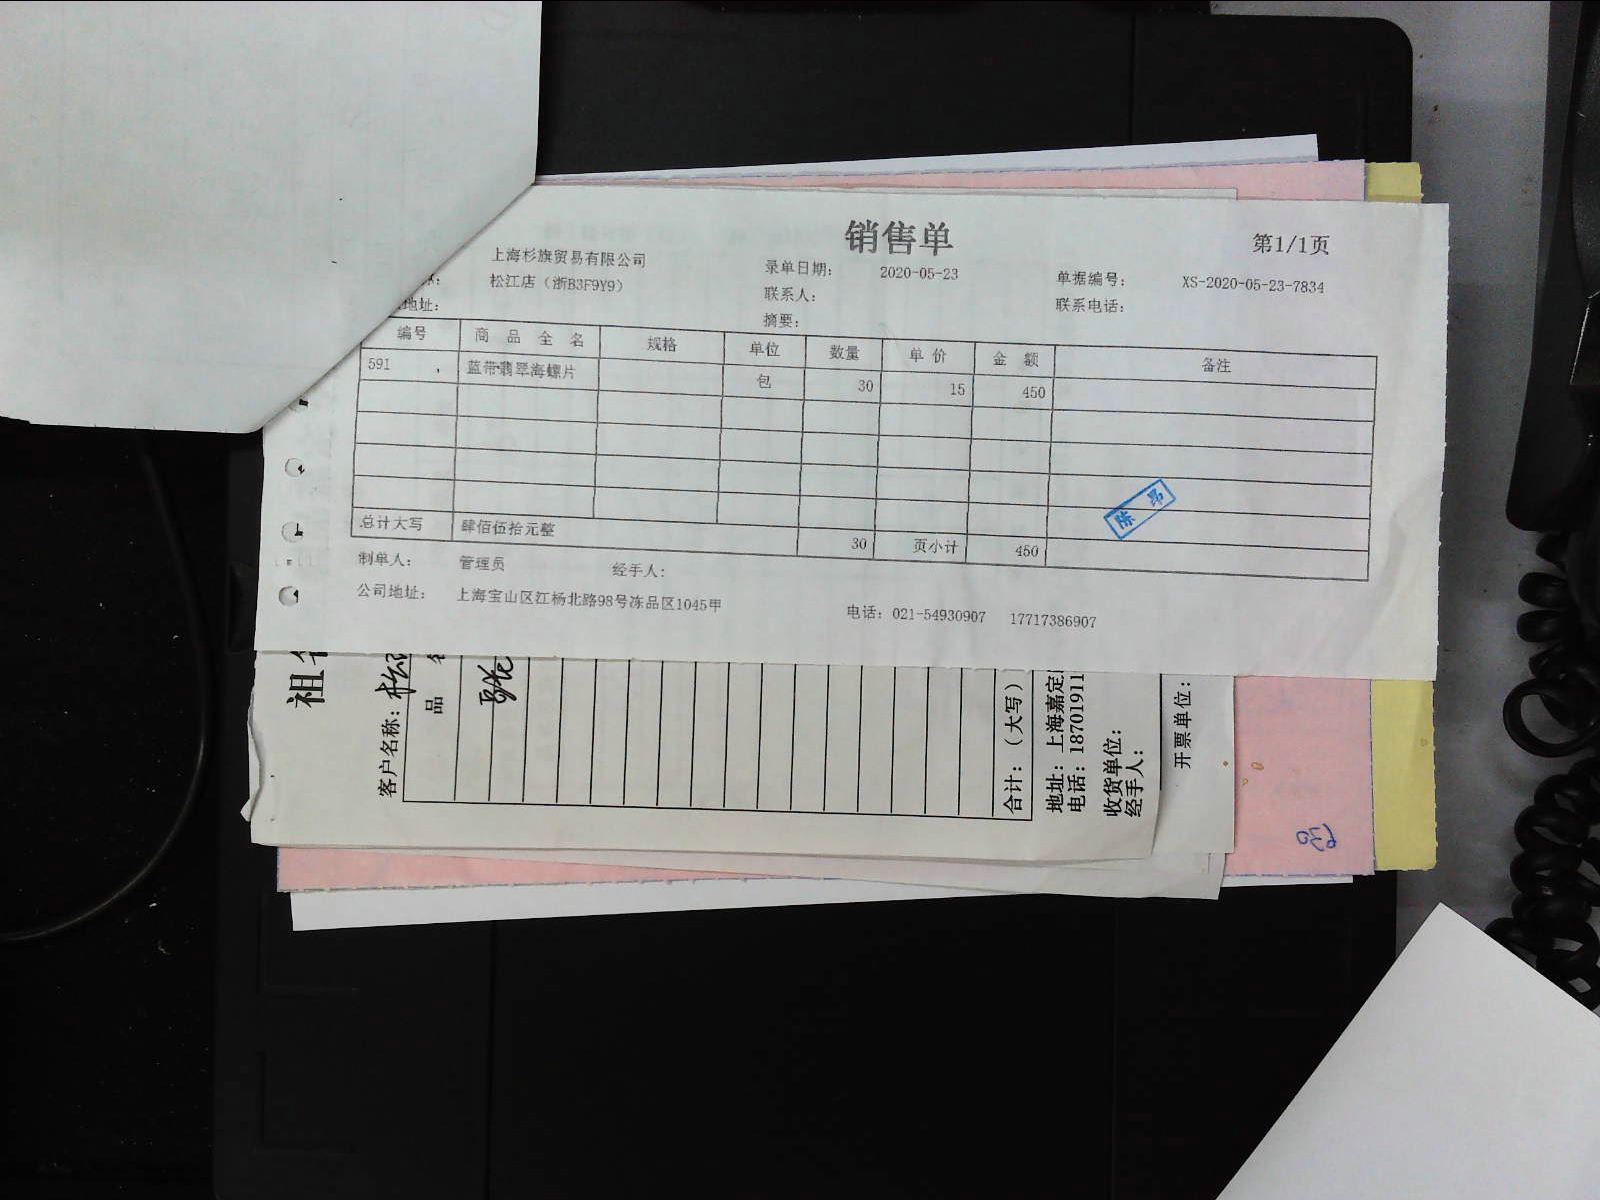 销售单
第1/1页
上海杉旗贸易有限公司 录单日期: 2020-05-23 单据编号: XS-2020-05-23-7834
松江店（浙B3F9Y9） 联系人: 联系电话:
地址: 摘要:
编号 商品全名 规格 单位 数量 单价 金额 备注
591 蓝带翡翠海螺片 包 30 15 450
陈昂
总计大写 肆佰伍拾元整 30 页小计 450
制单人: 管理员 经手人:
公司地址: 上海宝山区江杨北路98号冻品区1045甲 电话: 021-54930907 17717386907
祖
客户名称:
品
合计:（大写）
地址: 上海嘉定
电话: 18701911
收货单位:
经手人:
开票单位: